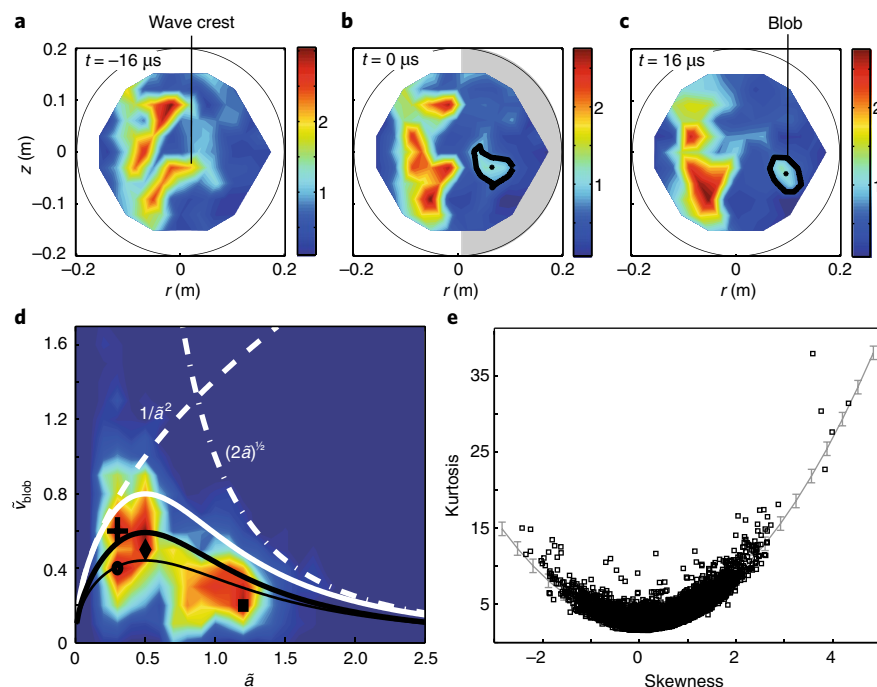 a
Wave crest
b
c
Blob
t = –16 µs
t = 0 µs
t = 16 µs
0.2
0.1
0
–0.1
–0.2
z (m)
–0.2
0
0.2
r (m)
2
1
–0.2
0
0.2
r (m)
2
1
–0.2
0
0.2
r (m)
2
1
d
1.6
1.2
0.8
0.4
0
ṽblob
1/ã²
(2ã)½
0
0.5
1.0
1.5
2.0
2.5
ã
e
35
25
15
5
Kurtosis
–2
0
2
4
Skewness